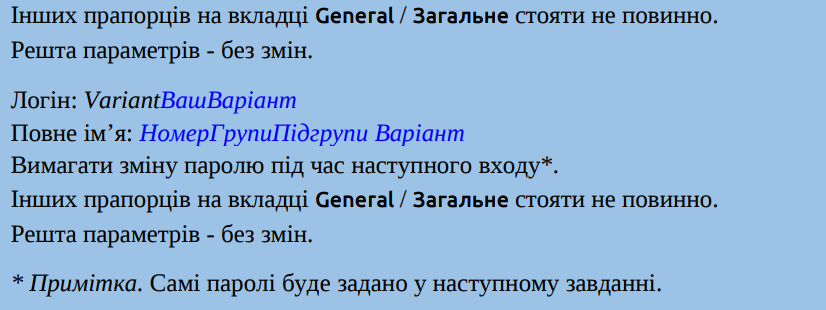 Інших прапорців на вкладці General / Загальне стояти не повинно.
Решта параметрів - без змін.
Логін: VariantВашВаріант
Повне ім’я: НомерГрупиПідгрупи Варіант
Вимагати зміну паролю під час наступного входу*.
Інших прапорців на вкладці General / Загальне стояти не повинно.
Решта параметрів - без змін.
* Примітка. Самі паролі буде задано у наступному завданні.